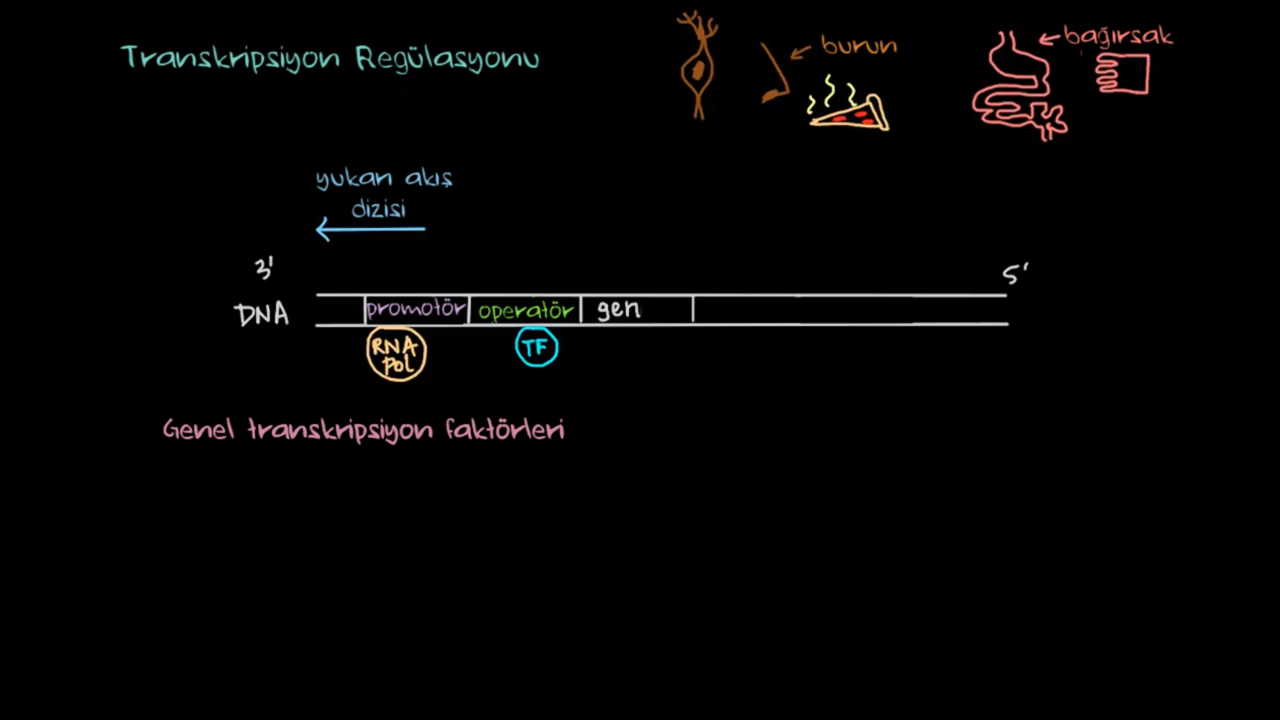 Transkripsiyon Regülasyonu
burun
bağırsak
yukarı akış
dizisi
3'
5'
DNA
promotör
operatör
gen
RNA
pol
TF
Genel transkripsiyon faktörleri